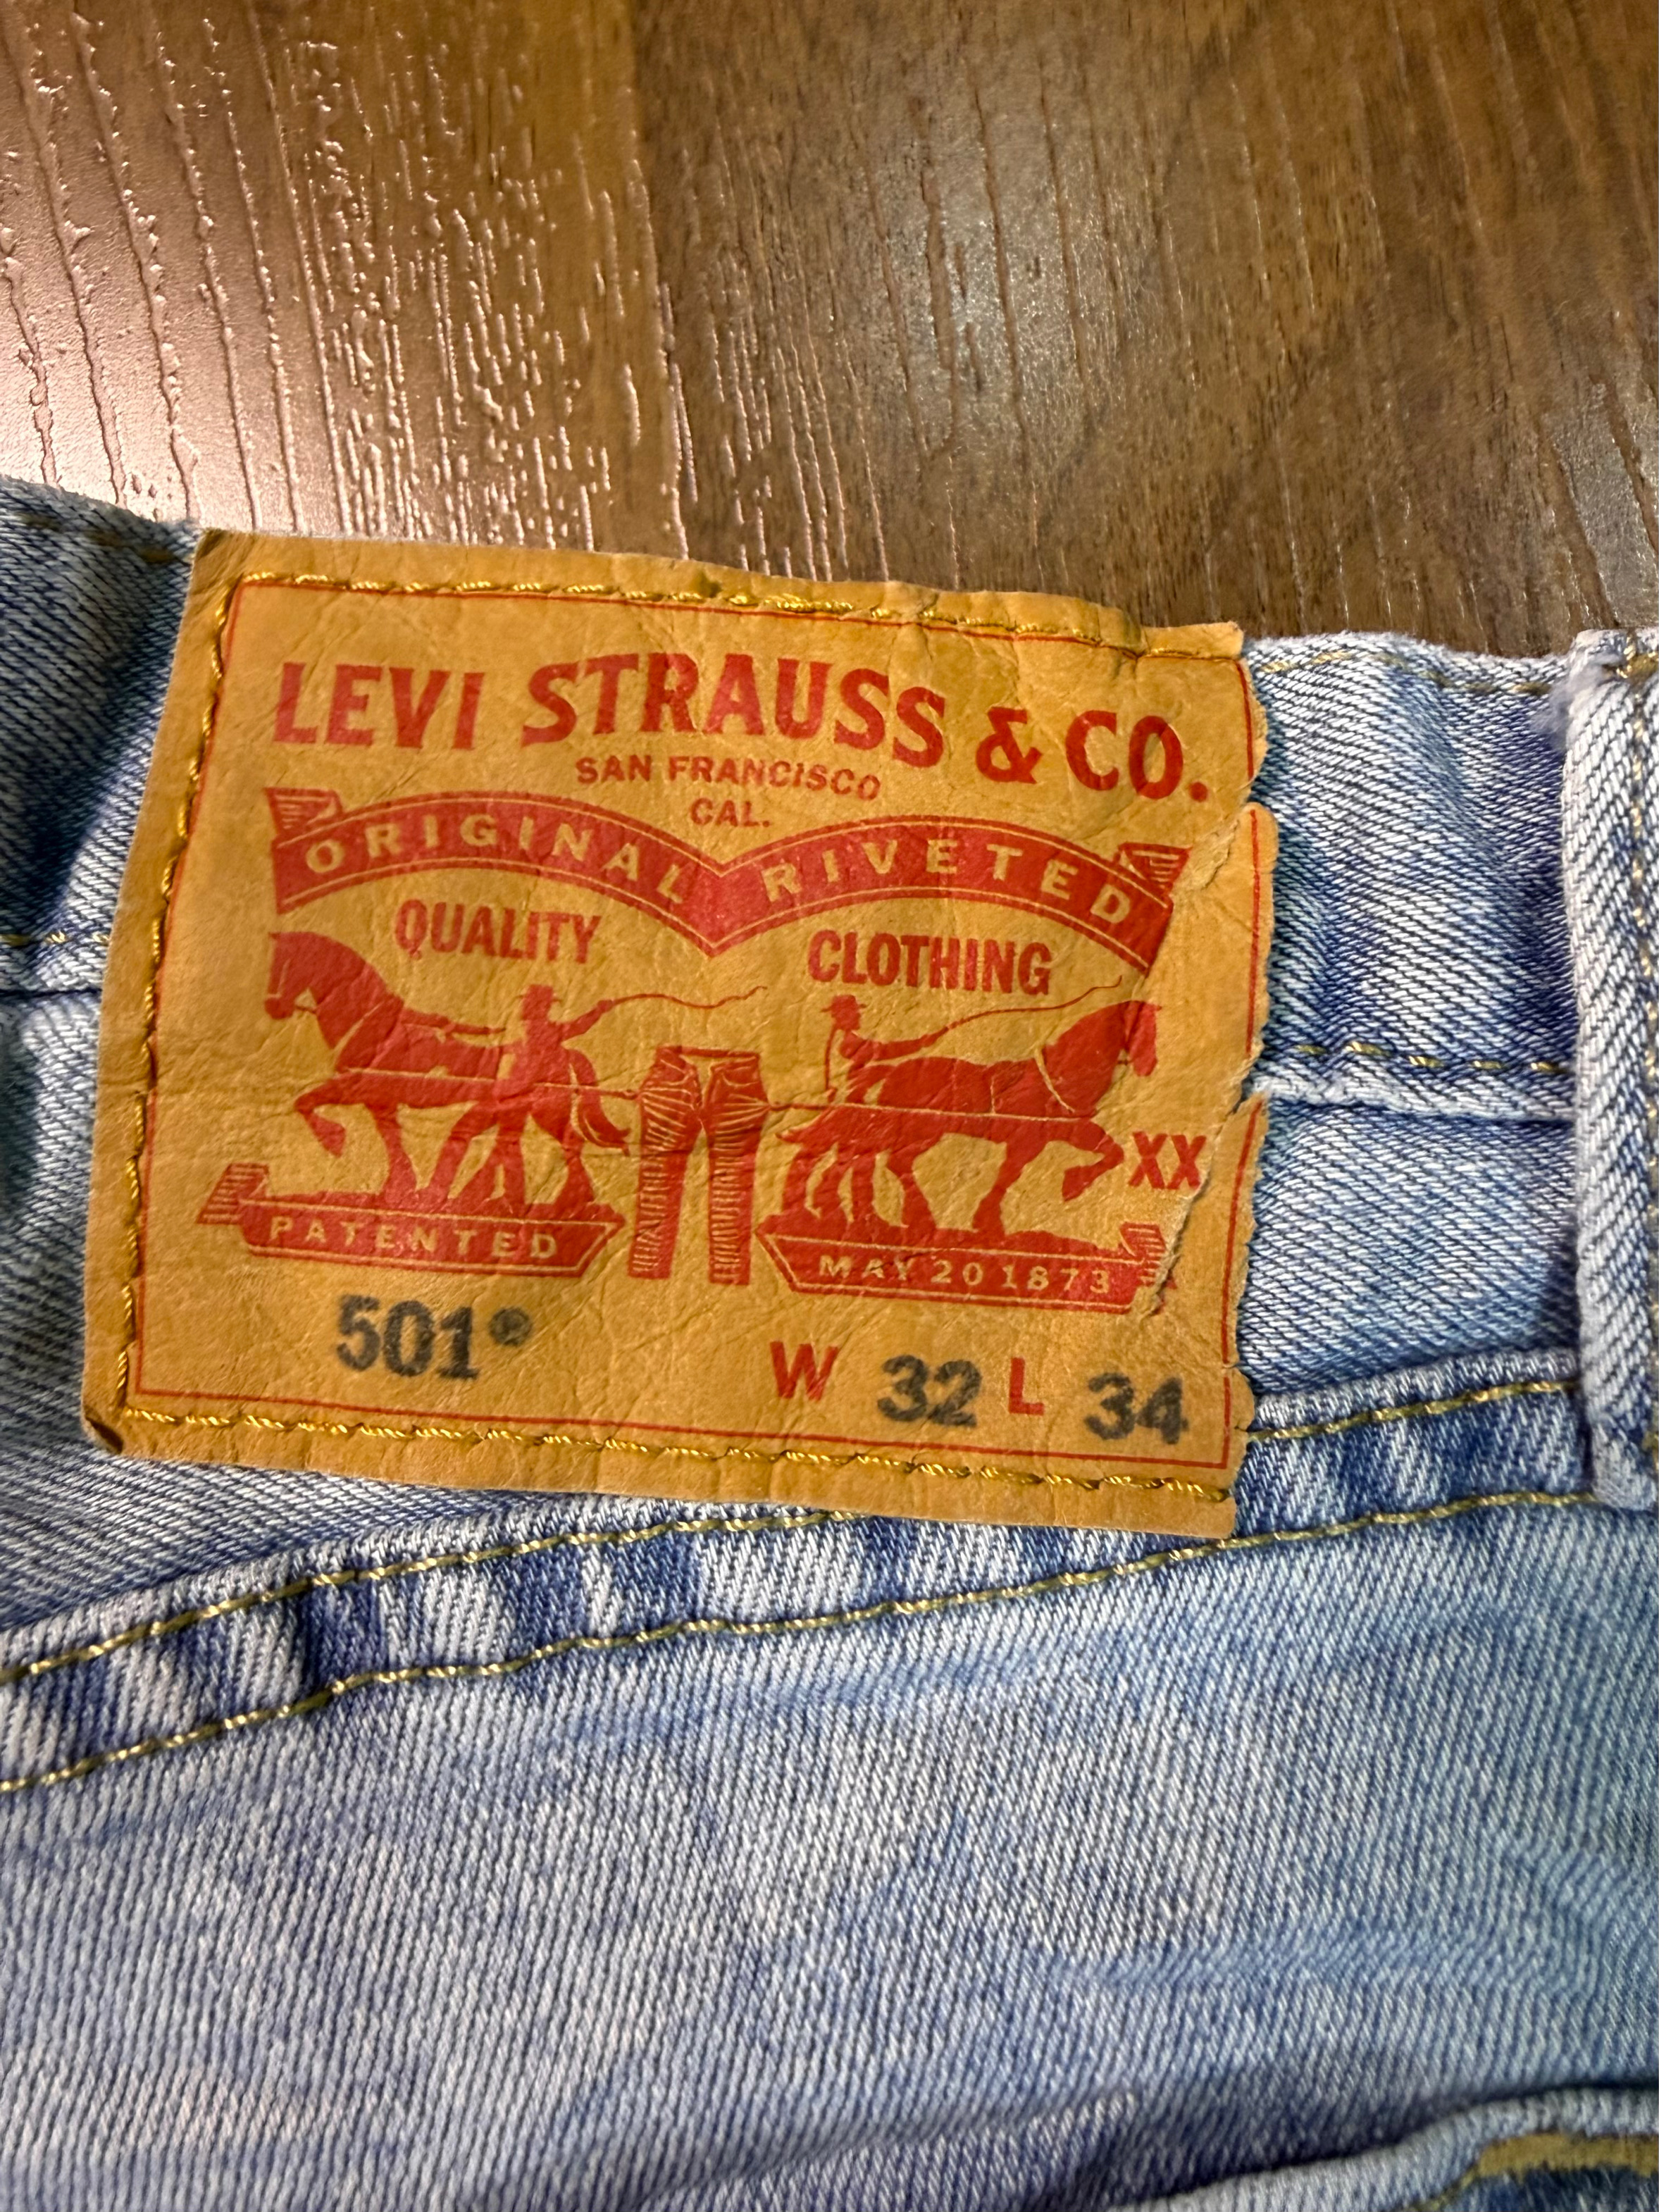 LEVI STRAUSS & CO.
SAN FRANCISCO
CAL.
ORIGINAL RIVETED
QUALITY CLOTHING
XX
PATENTED MAY 20 1873
501® W 32 L 34